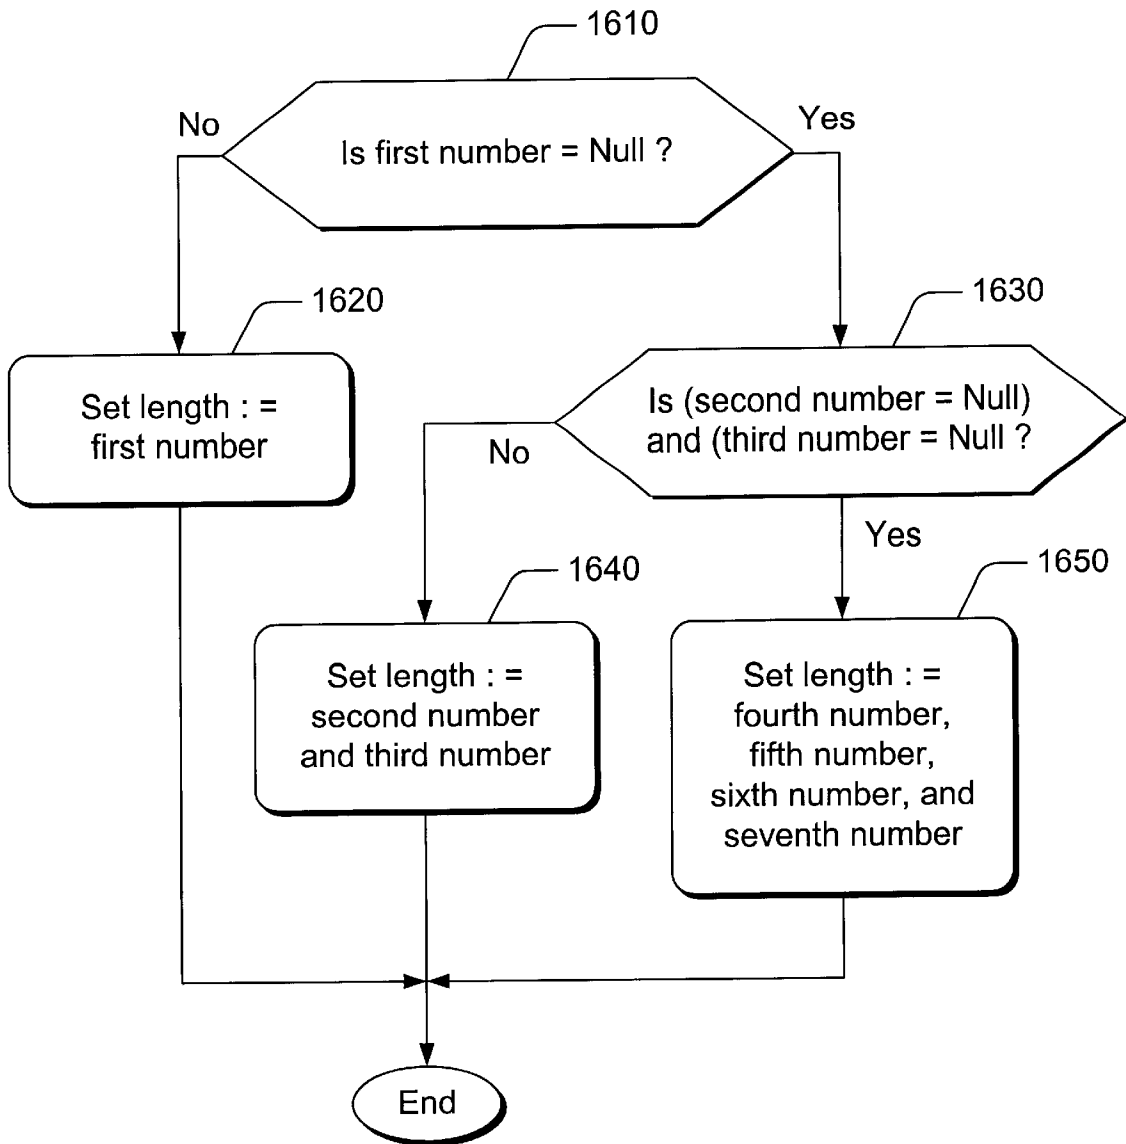 1610
No
Yes
Is first number = Null ?
1620
1630
Set length : =
first number
Is (second number = Null)
and (third number = Null ?
No
Yes
1640
1650
Set length : =
second number
and third number
Set length : =
fourth number,
fifth number,
sixth number, and
seventh number
End